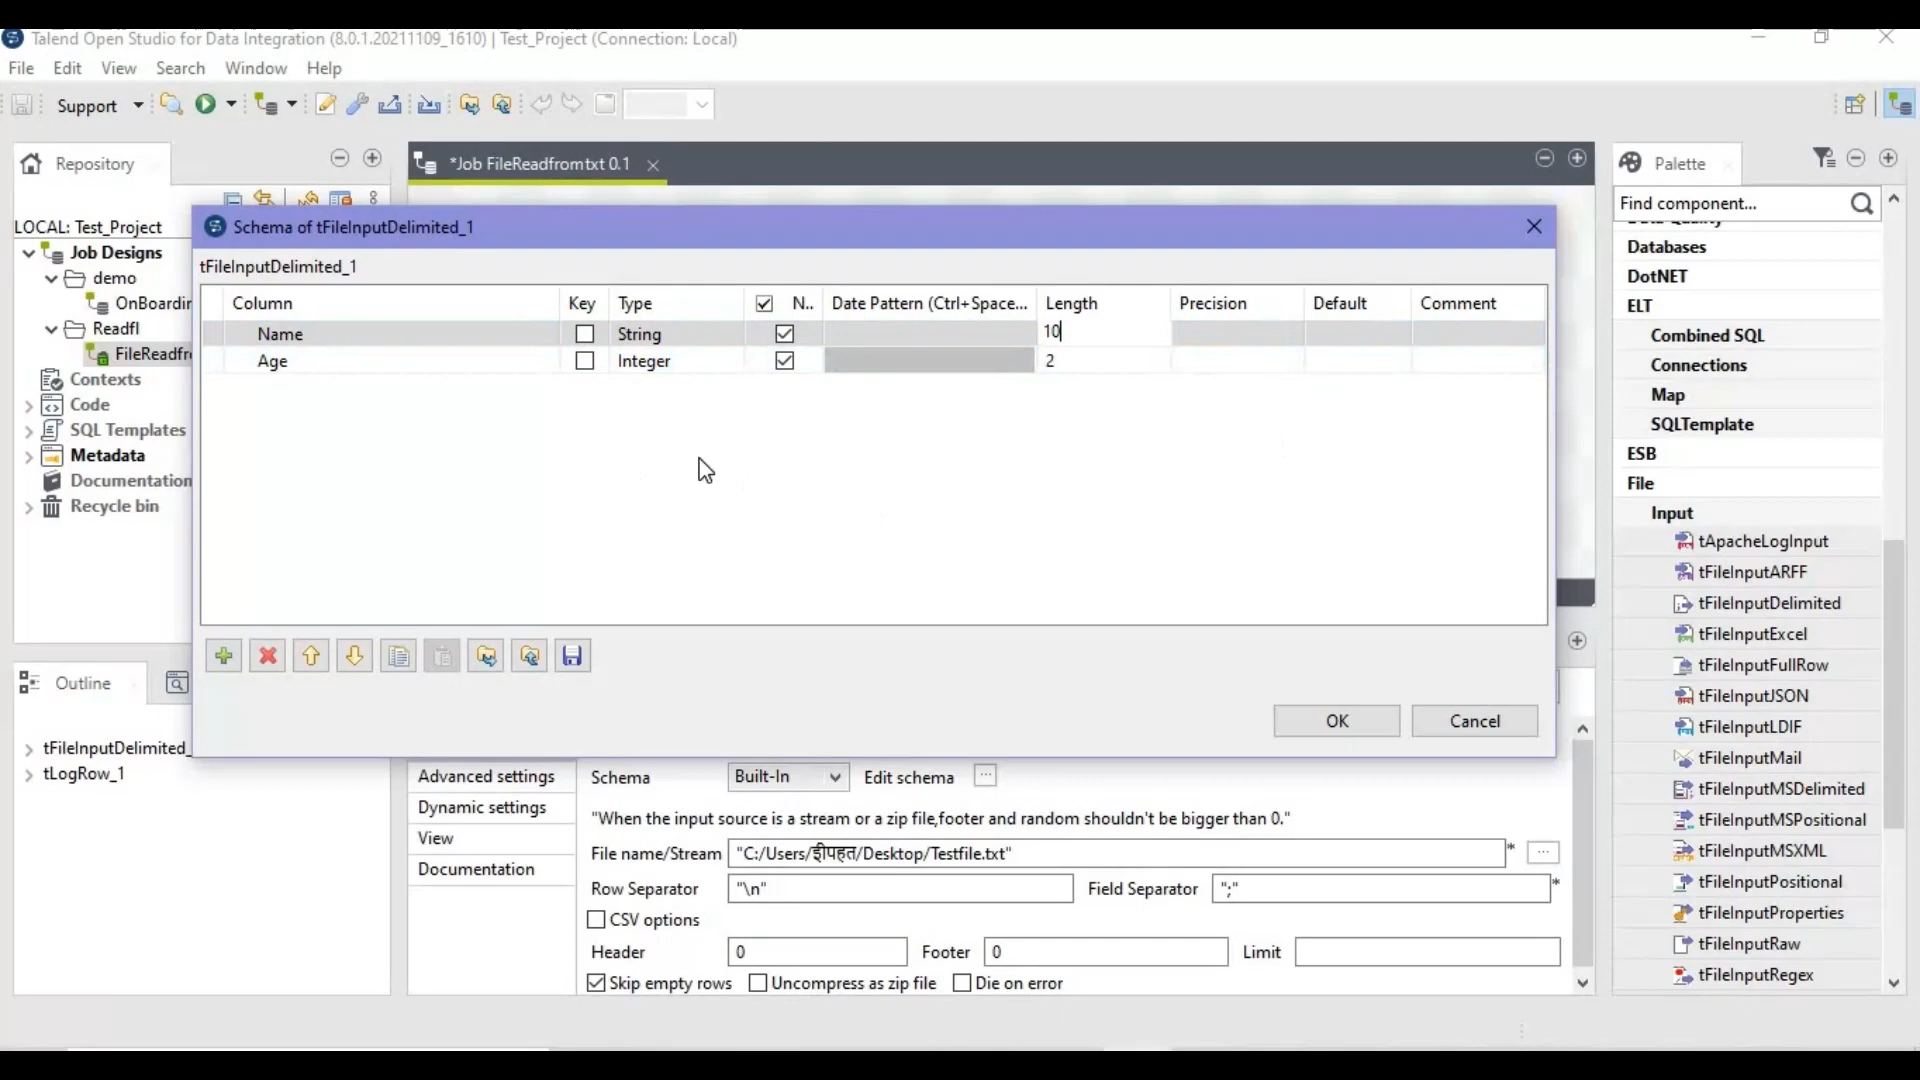 Talend Open Studio for Data Integration (8.0.1.20211109_1610) | Test_Project (Connection: Local)
File Edit View Search Window Help
Support
Repository
*Job FileReadfromtxt 0.1
Palette
Find component...
LOCAL: Test_Project
Job Designs
demo
OnBoardin
Readfl
FileReadfro
Contexts
Code
SQL Templates
Metadata
Documentation
Recycle bin
Schema of tFileInputDelimited_1
tFileInputDelimited_1
Column Key Type N.. Date Pattern (Ctrl+Space... Length Precision Default Comment
Name String 10
Age Integer 2
OK Cancel
Outline
tFileInputDelimited_
tLogRow_1
Advanced settings
Dynamic settings
View
Documentation
Schema Built-In Edit schema ...
"When the input source is a stream or a zip file,footer and random shouldn't be bigger than 0."
File name/Stream "C:/Users/ /Desktop/Testfile.txt" * ...
Row Separator "\n" Field Separator ";" *
CSV options
Header 0 Footer 0 Limit
Skip empty rows Uncompress as zip file Die on error
Data Quality
Databases
DotNET
ELT
Combined SQL
Connections
Map
SQLTemplate
ESB
File
Input
tApacheLogInput
tFileInputARFF
tFileInputDelimited
tFileInputExcel
tFileInputFullRow
tFileInputJSON
tFileInputLDIF
tFileInputMail
tFileInputMSDelimited
tFileInputMSPositional
tFileInputMSXML
tFileInputPositional
tFileInputProperties
tFileInputRaw
tFileInputRegex